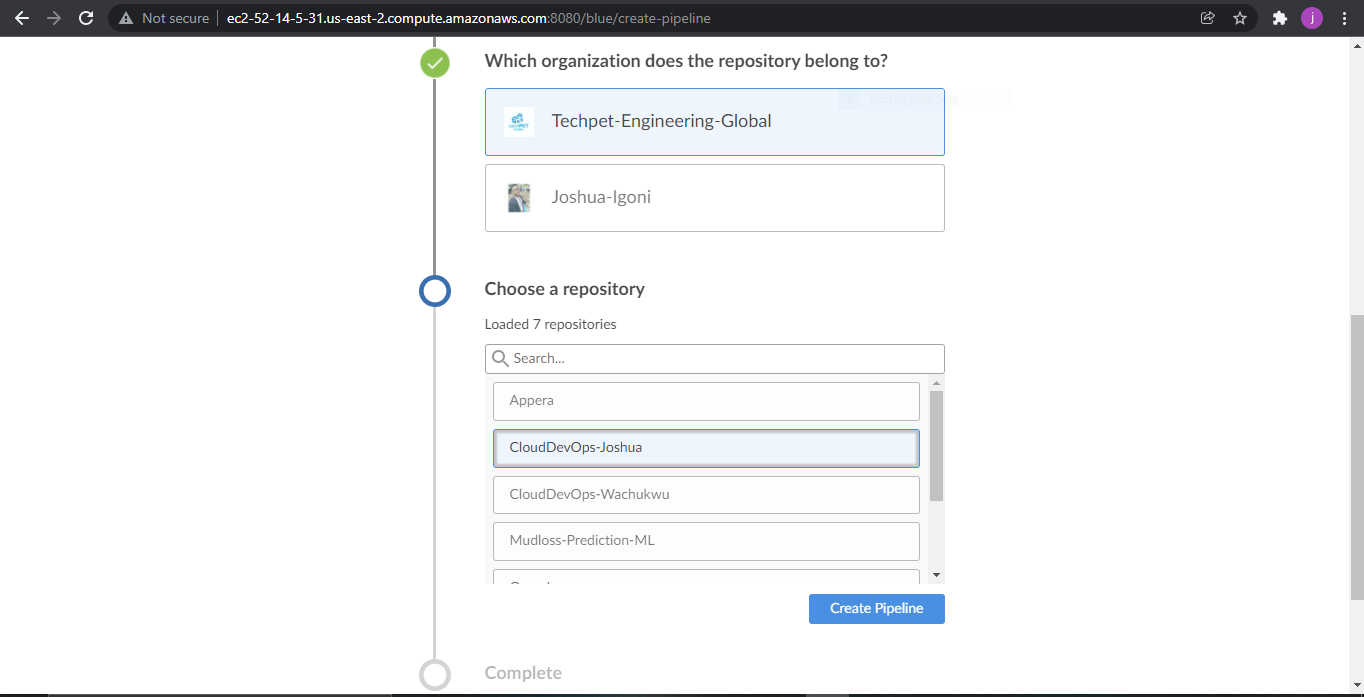 Not secure
ec2-52-14-5-31.us-east-2.compute.amazonaws.com:8080/blue/create-pipeline
j
Which organization does the repository belong to?
Techpet-Engineering-Global
Joshua-Igoni
Choose a repository
Loaded 7 repositories
Search...
Appera
CloudDevOps-Joshua
CloudDevOps-Wachukwu
Mudloss-Prediction-ML
Create Pipeline
Complete